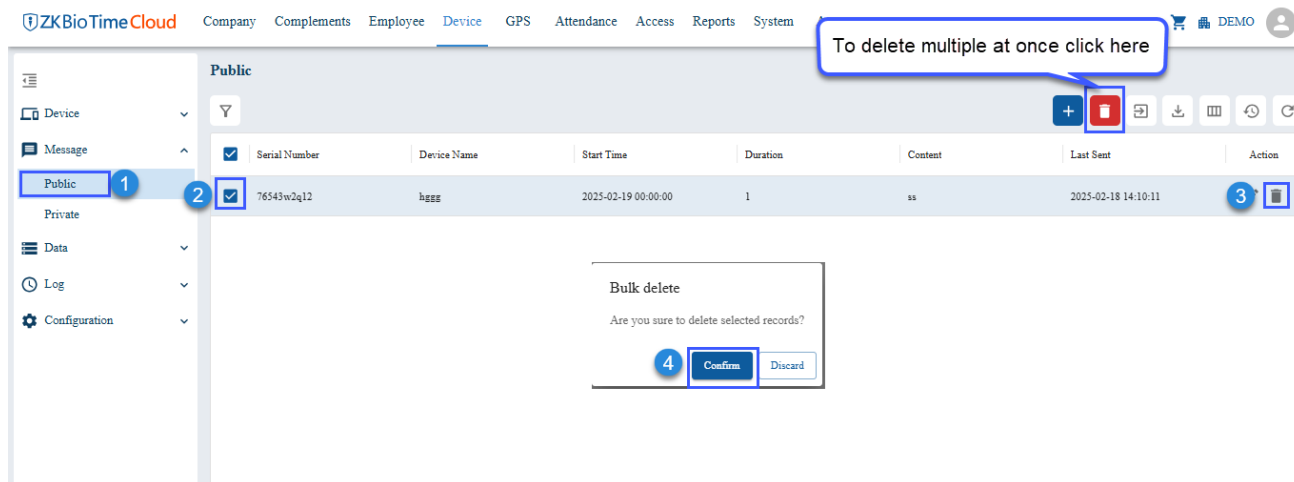 ZKBioTime Cloud
Company Complements Employee Device GPS Attendance Access Reports System
DEMO
To delete multiple at once click here
Public
Device
Message
Public 1
Private
Data
Log
Configuration
Serial Number Device Name Start Time Duration Content Last Sent Action
2 76543w2q12 hggg 2025-02-19 00:00:00 1 ss 2025-02-18 14:10:11 3
Bulk delete
Are you sure to delete selected records?
4 Confirm Discard